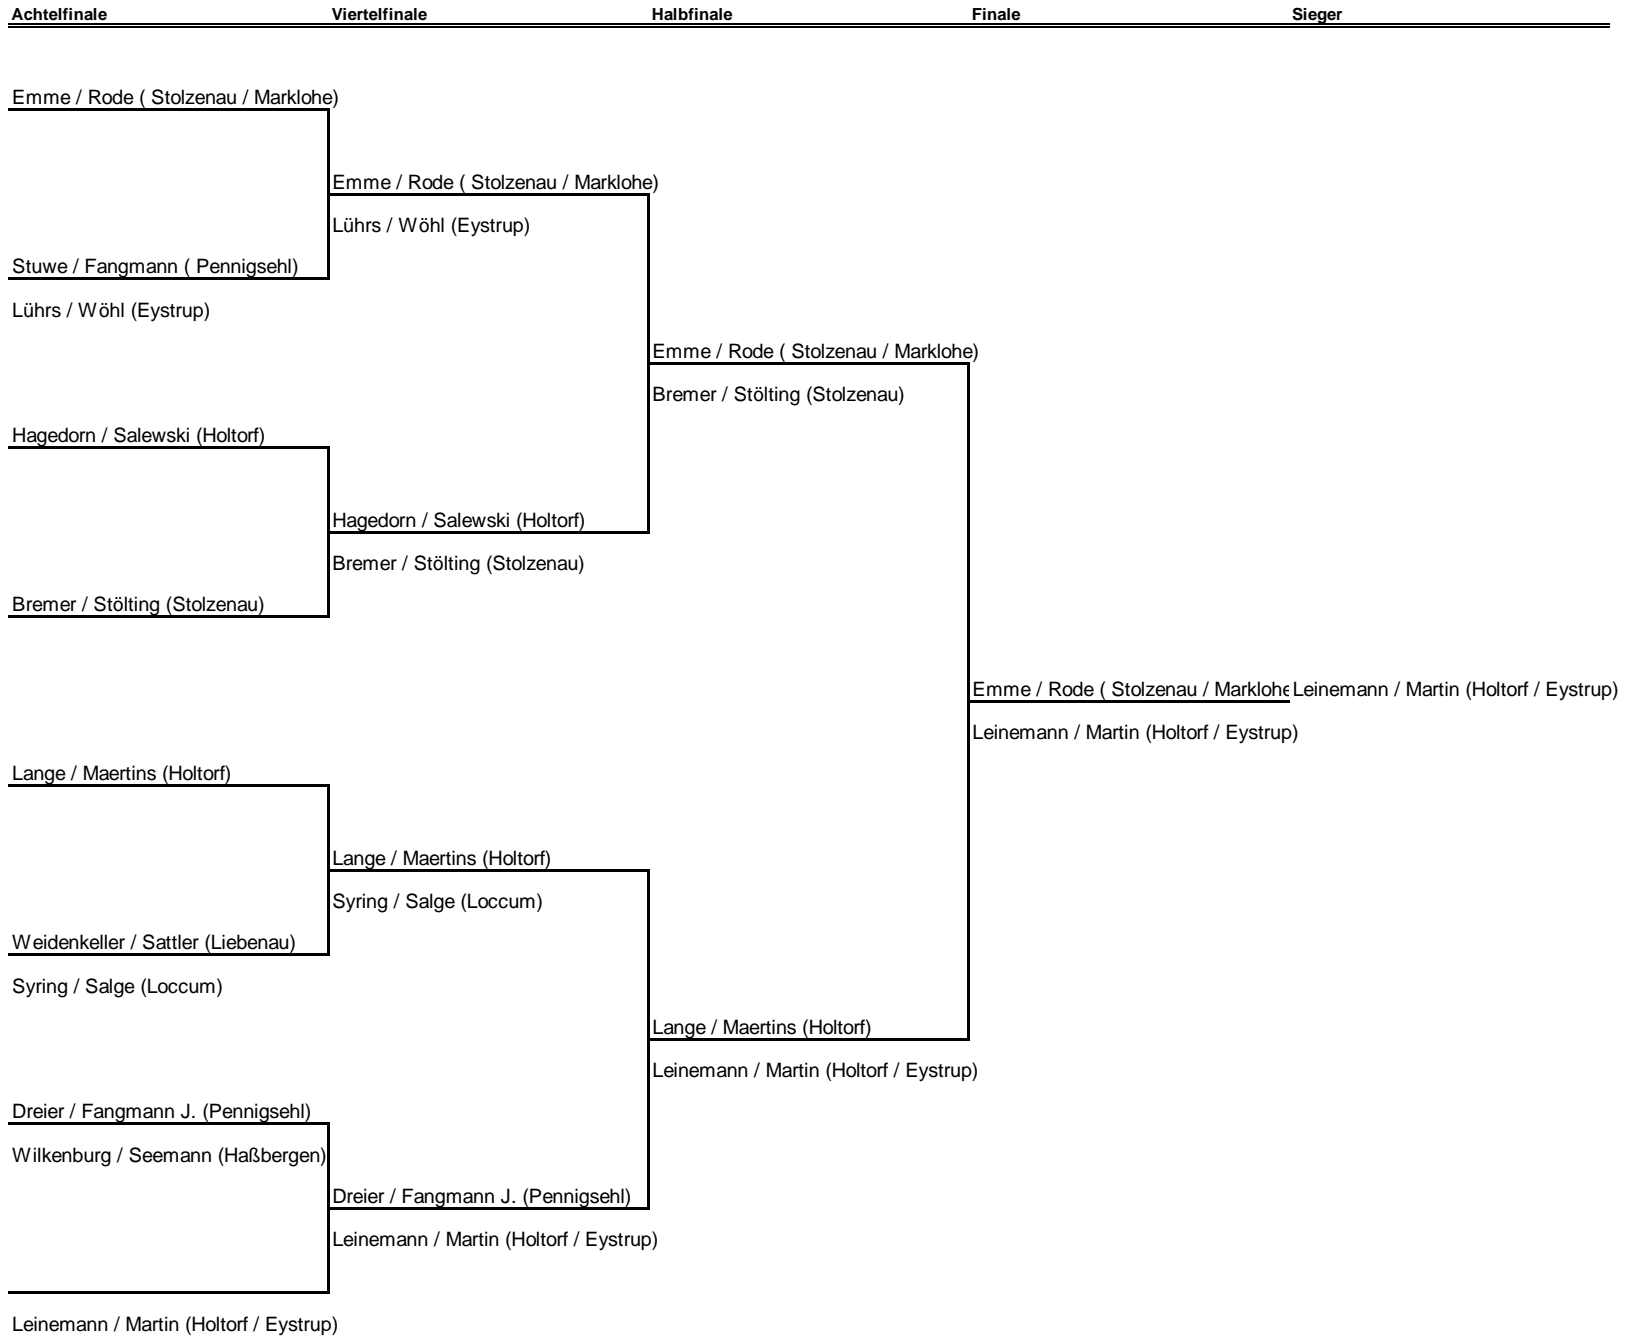 Achtelfinale Viertelfinale Halbfinale Finale Sieger
Emme / Rode ( Stolzenau / Marklohe)
Emme / Rode ( Stolzenau / Marklohe)
Lührs / Wöhl (Eystrup)
Stuwe / Fangmann ( Pennigsehl)
Lührs / Wöhl (Eystrup)
Emme / Rode ( Stolzenau / Marklohe)
Bremer / Stölting (Stolzenau)
Hagedorn / Salewski (Holtorf)
Hagedorn / Salewski (Holtorf)
Bremer / Stölting (Stolzenau)
Bremer / Stölting (Stolzenau)
Emme / Rode ( Stolzenau / Marklohe Leinemann / Martin (Holtorf / Eystrup)
Leinemann / Martin (Holtorf / Eystrup)
Lange / Maertins (Holtorf)
Lange / Maertins (Holtorf)
Syring / Salge (Loccum)
Weidenkeller / Sattler (Liebenau)
Syring / Salge (Loccum)
Lange / Maertins (Holtorf)
Leinemann / Martin (Holtorf / Eystrup)
Dreier / Fangmann J. (Pennigsehl)
Wilkenburg / Seemann (Haßbergen)
Dreier / Fangmann J. (Pennigsehl)
Leinemann / Martin (Holtorf / Eystrup)
Leinemann / Martin (Holtorf / Eystrup)